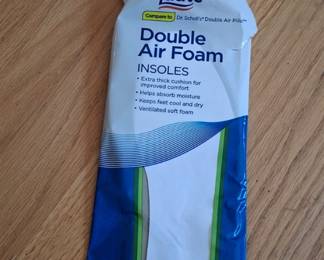 Compare to Dr. Scholl's® Double Air Pillo™
Double
Air Foam
INSOLES
• Extra thick cushion for
improved comfort
• Helps absorb moisture
• Keeps feet cool and dry
• Ventilated soft foam